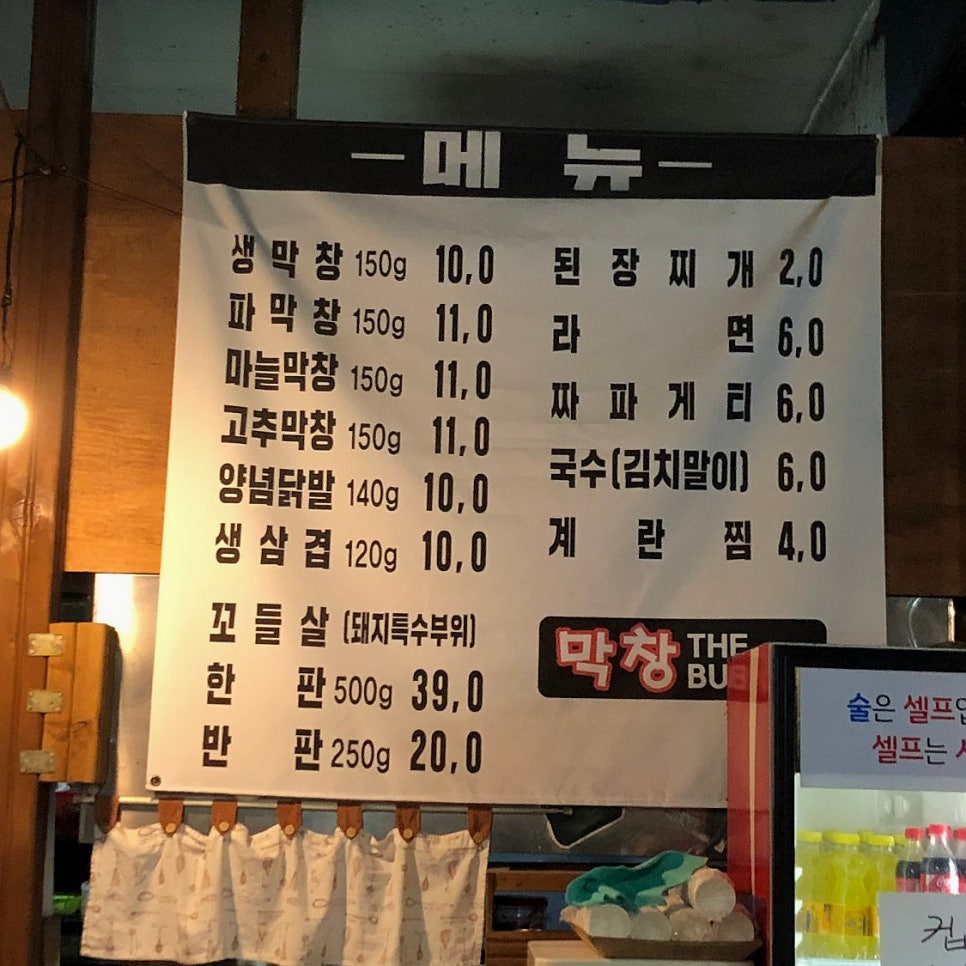 메뉴
생막창 150g 10,0
파막창 150g 11,0
마늘막창 150g 11,0
고추막창 150g 11,0
양념닭발 140g 10,0
생삼겹 120g 10,0
꼬들살 (돼지특수부위)
한판 500g 39,0
반판 250g 20,0
된장찌개 2,0
라면 6,0
짜파게티 6,0
국수(김치말이) 6,0
계란찜 4,0
막창 THE
술은 셀프
셀프는
컵